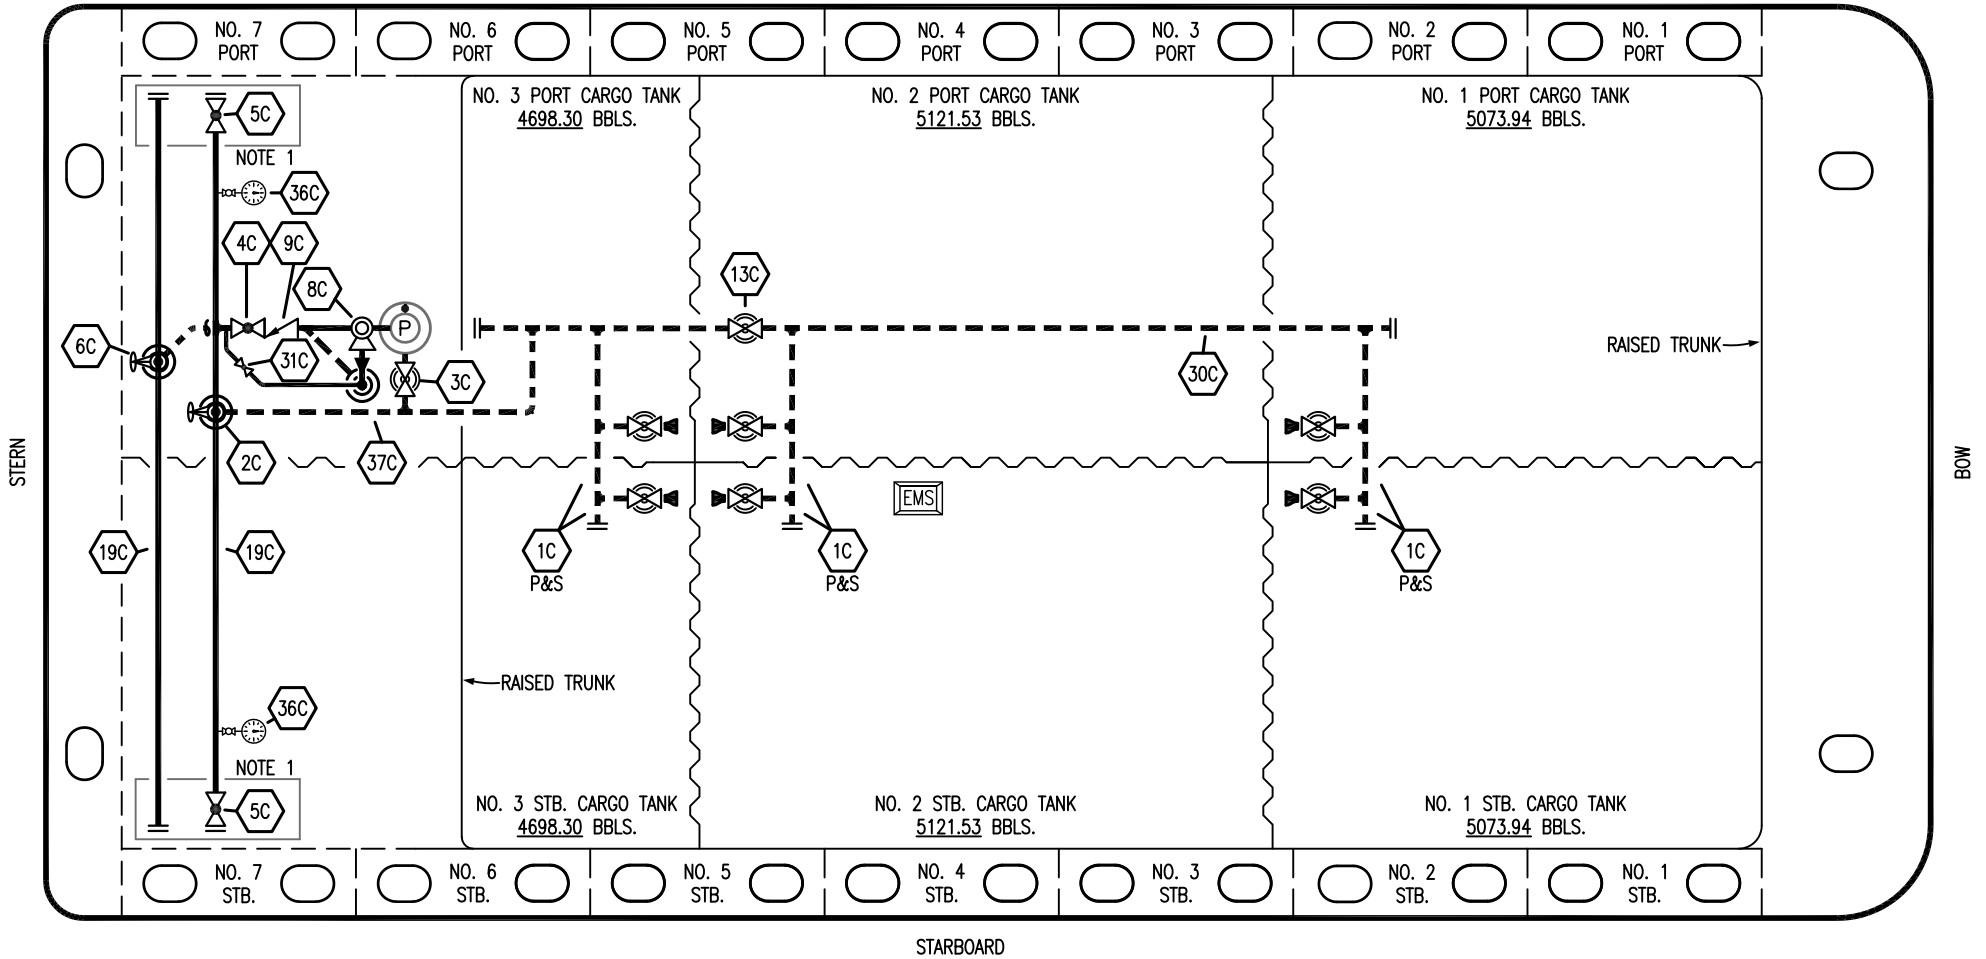 NO. 7
PORT
NO. 6
PORT
NO. 5
PORT
NO. 4
PORT
NO. 3
PORT
NO. 2
PORT
NO. 1
PORT
NO. 3 PORT CARGO TANK
4698.30 BBLS.
NO. 2 PORT CARGO TANK
5121.53 BBLS.
NO. 1 PORT CARGO TANK
5073.94 BBLS.
5C
NOTE 1
36C
4C
9C
8C
13C
P
6C
31C
3C
30C
RAISED TRUNK
2C
37C
STERN
BOW
EMS
19C
19C
1C
P&S
1C
P&S
1C
P&S
RAISED TRUNK
36C
NOTE 1
5C
NO. 3 STB. CARGO TANK
4698.30 BBLS.
NO. 2 STB. CARGO TANK
5121.53 BBLS.
NO. 1 STB. CARGO TANK
5073.94 BBLS.
NO. 7
STB.
NO. 6
STB.
NO. 5
STB.
NO. 4
STB.
NO. 3
STB.
NO. 2
STB.
NO. 1
STB.
STARBOARD